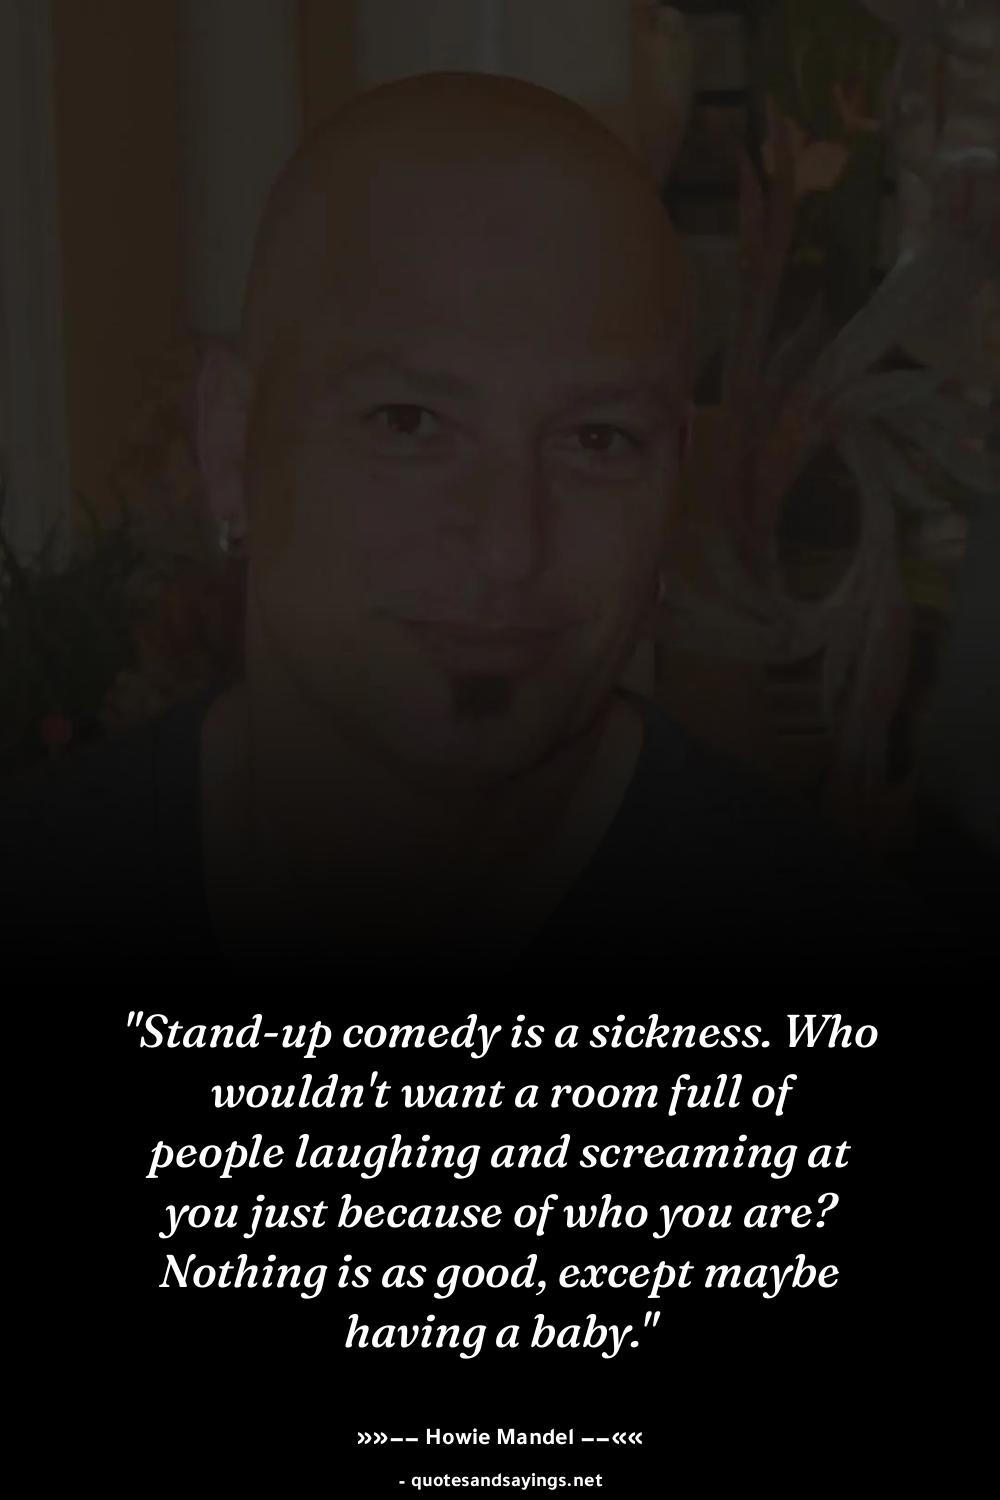 "Stand-up comedy is a sickness. Who
wouldn't want a room full of
people laughing and screaming at
you just because of who you are?
Nothing is as good, except maybe
having a baby."
»»–– Howie Mandel ––««
- quotesandsayings.net